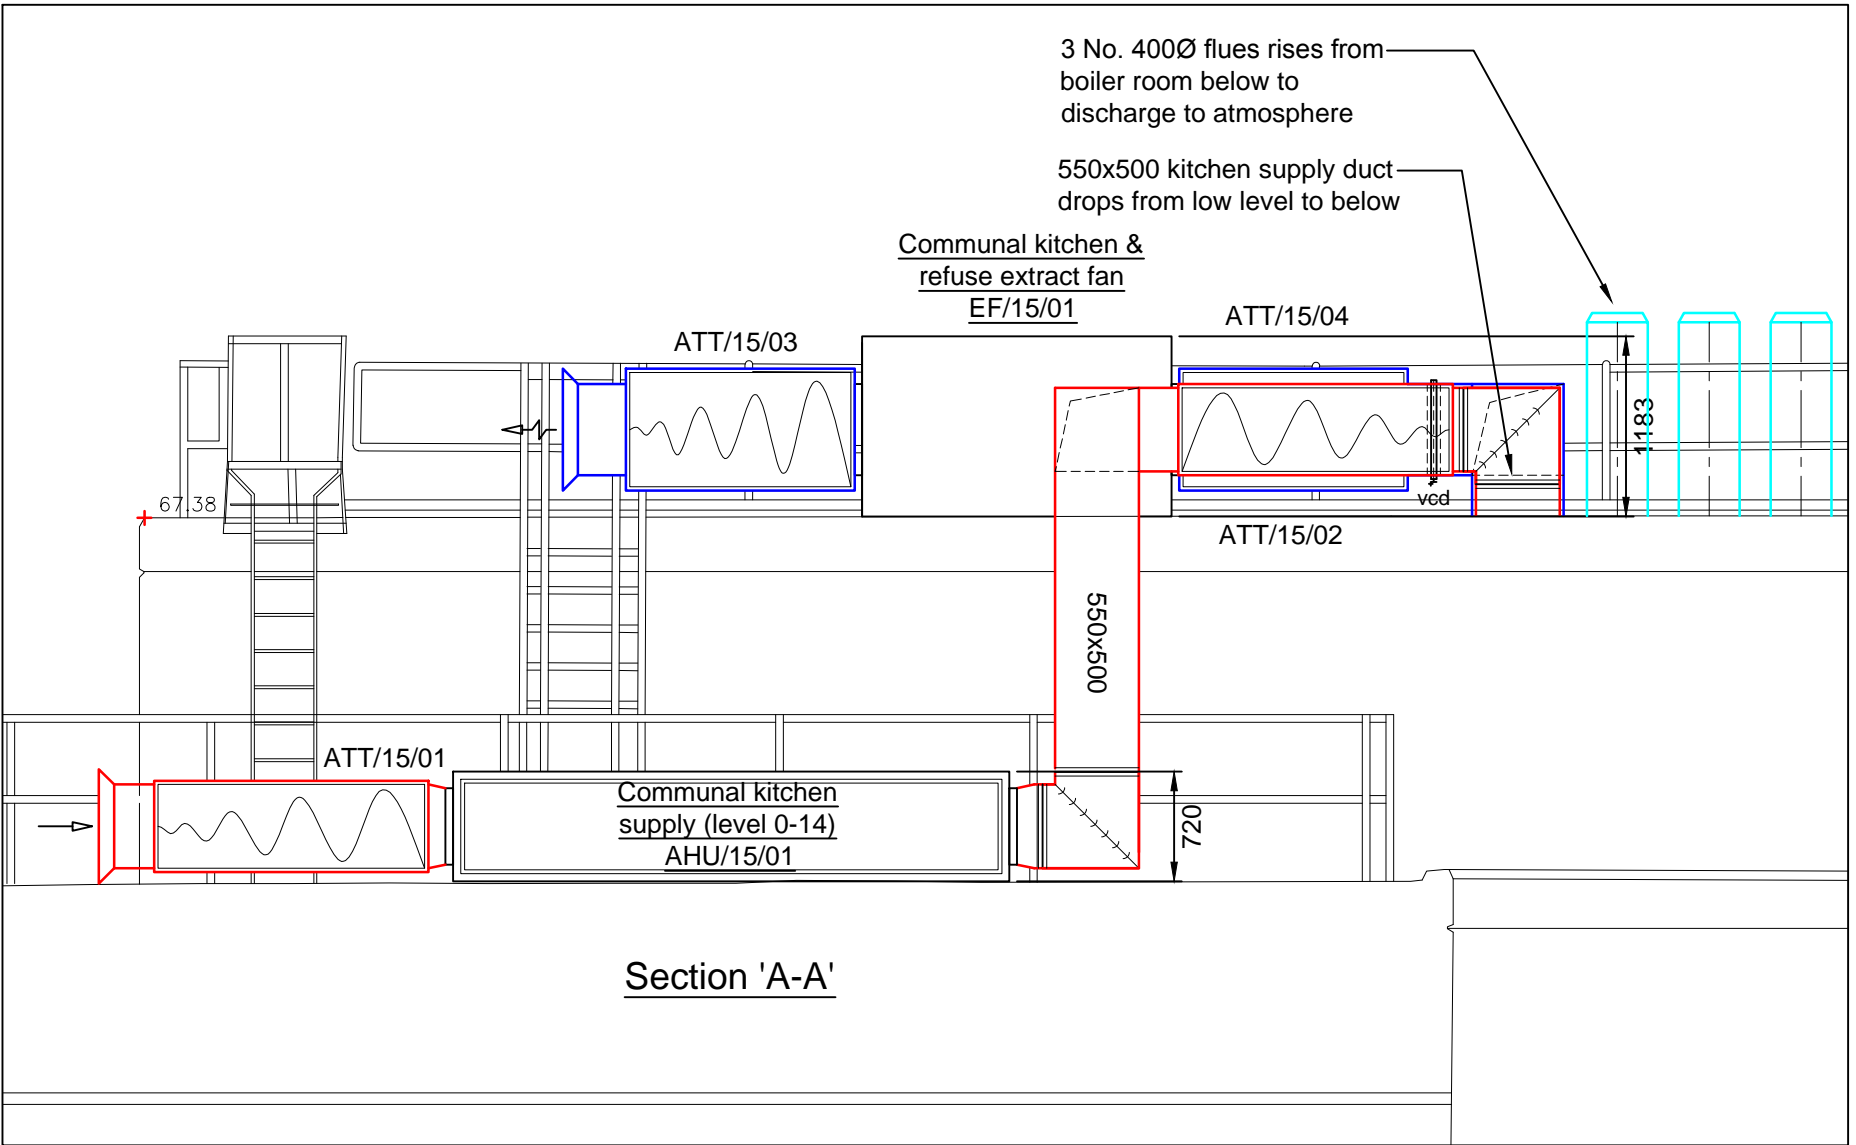 3 No. 400Ø flues rises from
boiler room below to
discharge to atmosphere
550x500 kitchen supply duct
drops from low level to below
Communal kitchen &
refuse extract fan
EF/15/01
ATT/15/03
ATT/15/04
1183
67.38
vcd
ATT/15/02
550x500
ATT/15/01
Communal kitchen
supply (level 0-14)
AHU/15/01
720
Section 'A-A'